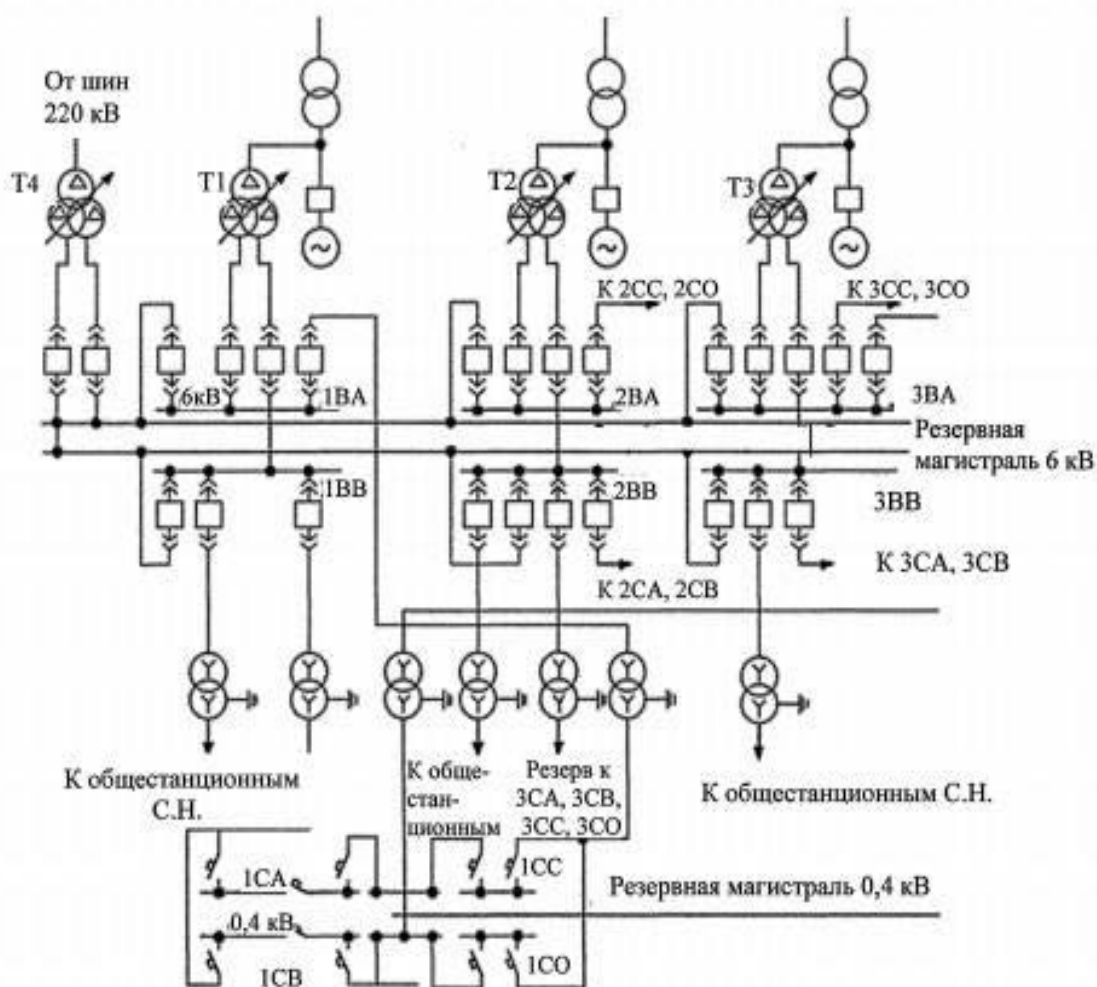 От шин
220 кВ
Т4
Т1
Т2
Т3
К 2СС, 2СО
К 3СС, 3СО
6кВ
1ВА
2ВА
3ВА
Резервная
магистраль 6 кВ
1ВВ
2ВВ
3ВВ
К 2СА, 2СВ
К 3СА, 3СВ
К общестанционным
С.Н.
К обще-
стан-
ционным
Резерв к
3СА, 3СВ,
3СС, 3СО
К общестанционным С.Н.
1СА
1СС
Резервная магистраль 0,4 кВ
0,4 кВ
1СВ
1СО